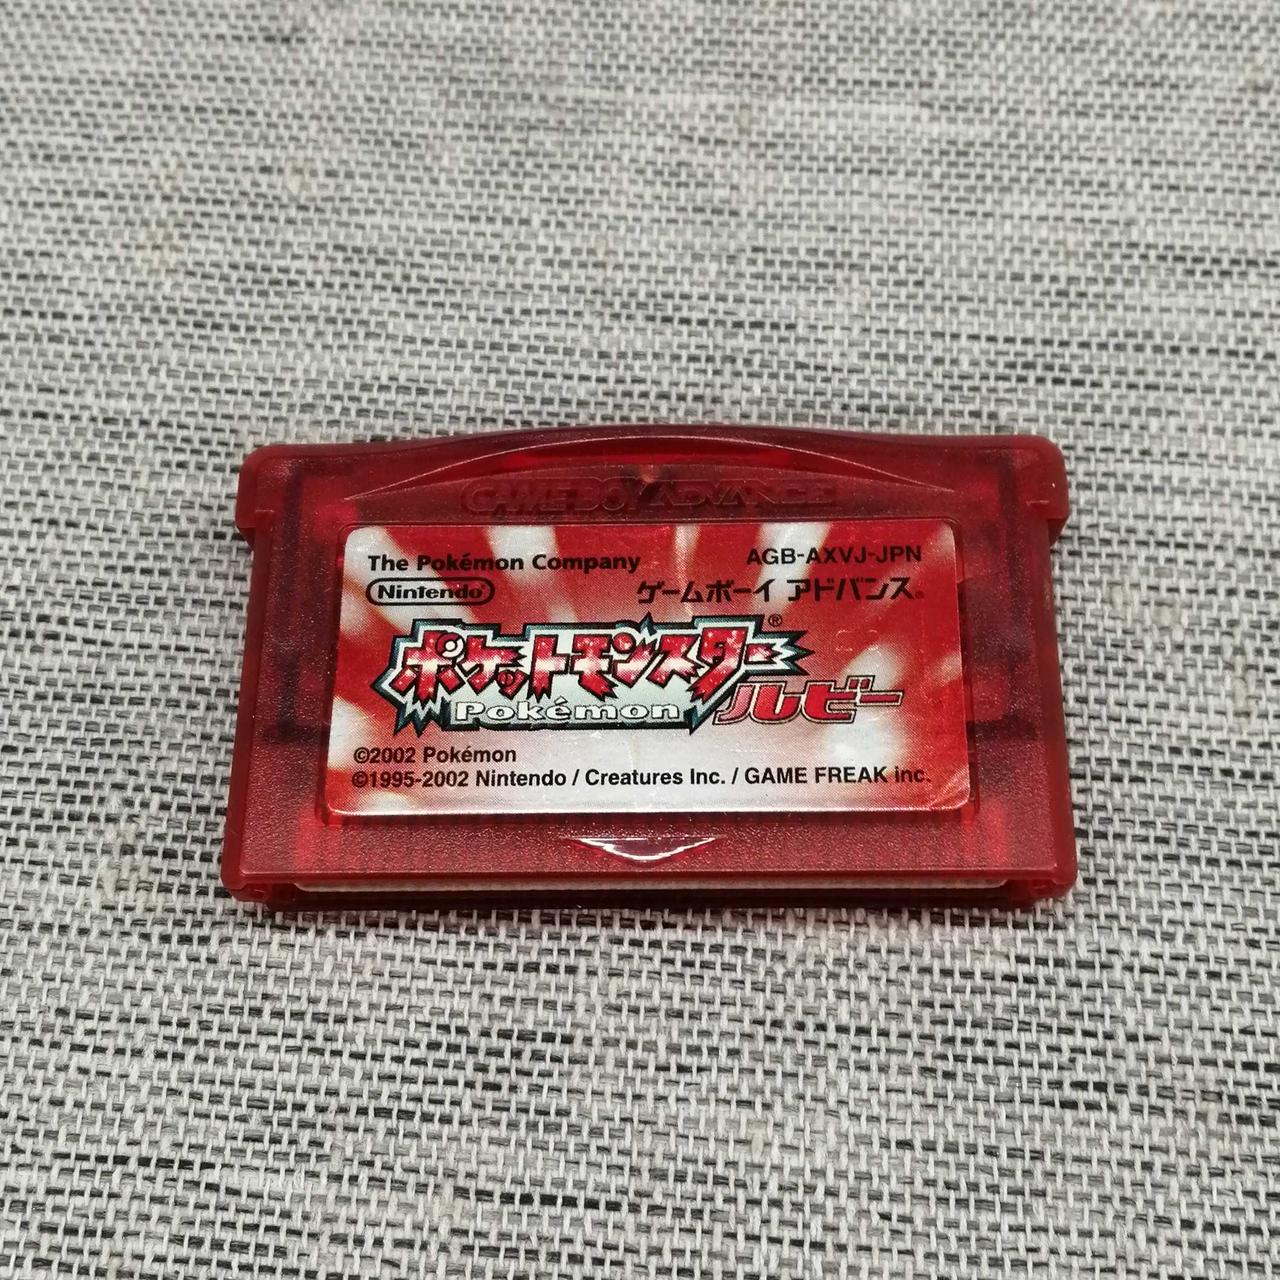 GAME BOY ADVANCE
The Pokémon Company AGB-AXVJ-JPN
Nintendo® ゲームボーイ アドバンス®
ポケットモンスター®
Pokémon ルビー
©2002 Pokémon
©1995-2002 Nintendo / Creatures Inc. / GAME FREAK inc.